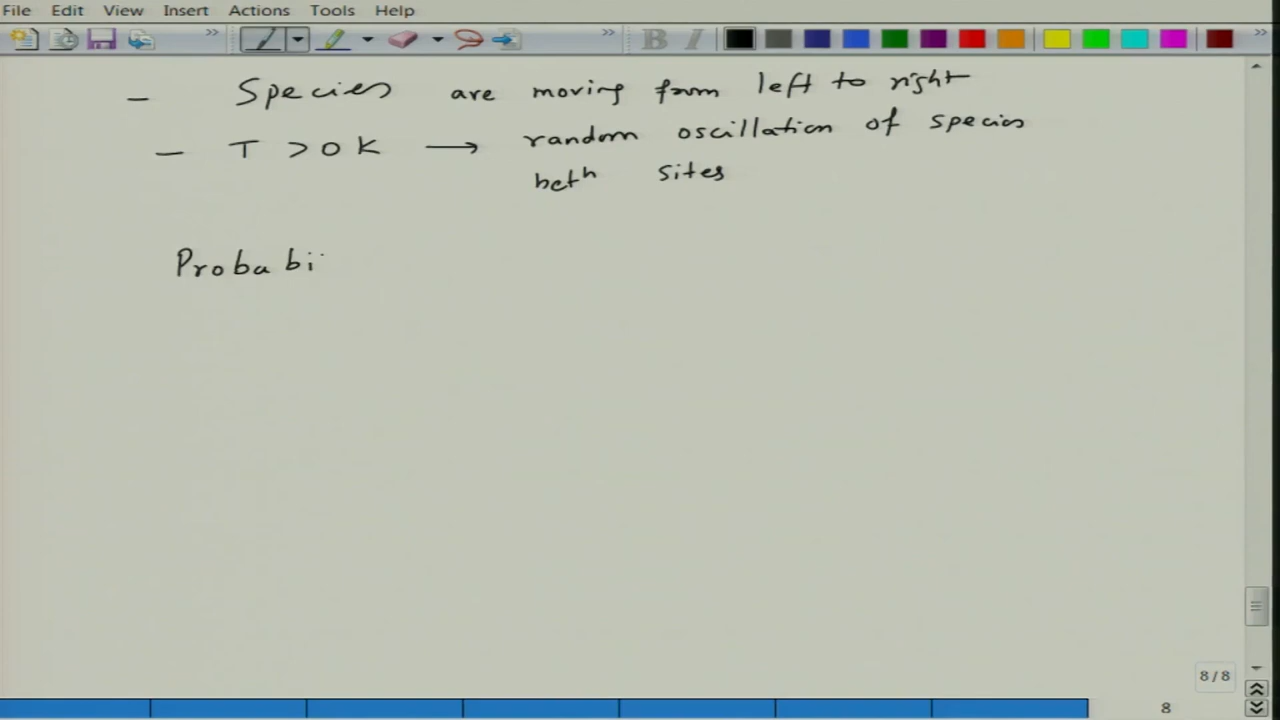 File Edit View Insert Actions Tools Help
B I
- Species are moving from left to right
- T > 0 K → random oscillation of species
both sites
Probabi
8 / 8
8